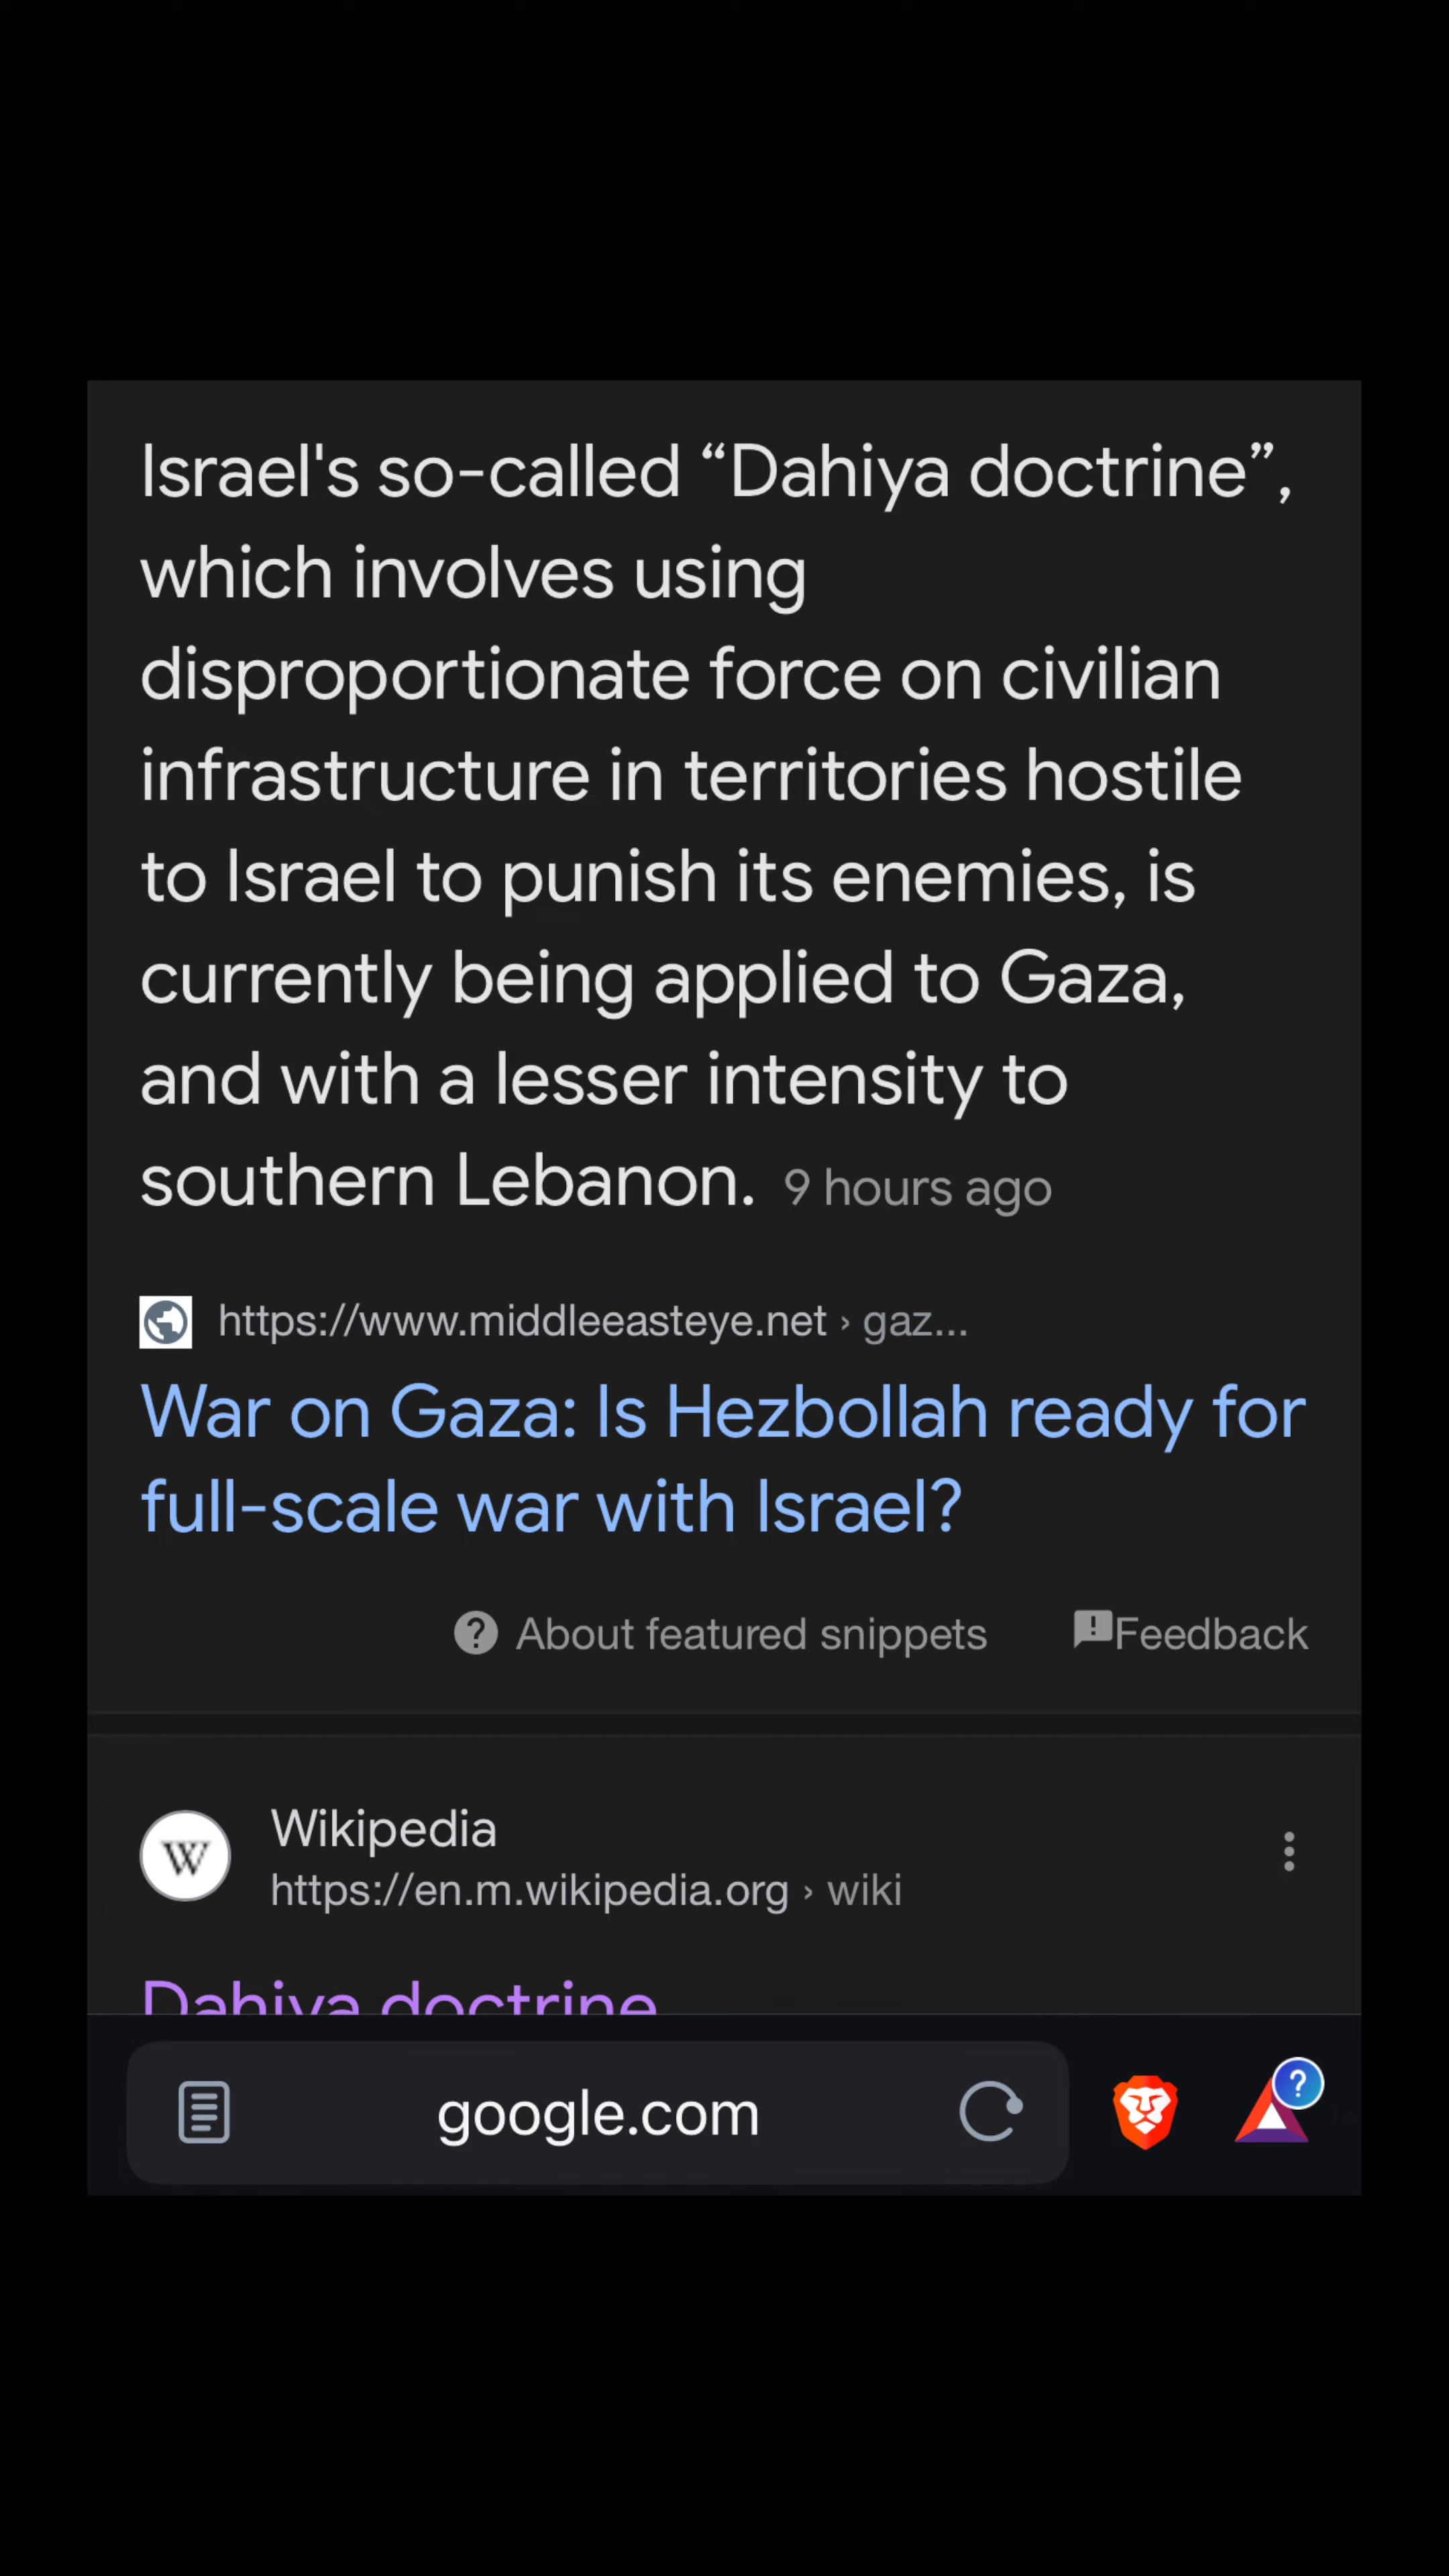 Israel's so-called “Dahiya doctrine”,
which involves using
disproportionate force on civilian
infrastructure in territories hostile
to Israel to punish its enemies, is
currently being applied to Gaza,
and with a lesser intensity to
southern Lebanon. 9 hours ago
https://www.middleeasteye.net › gaz...
War on Gaza: Is Hezbollah ready for
full-scale war with Israel?
? About featured snippets
! Feedback
W
Wikipedia
https://en.m.wikipedia.org › wiki
Dahiya doctrine
google.com
?